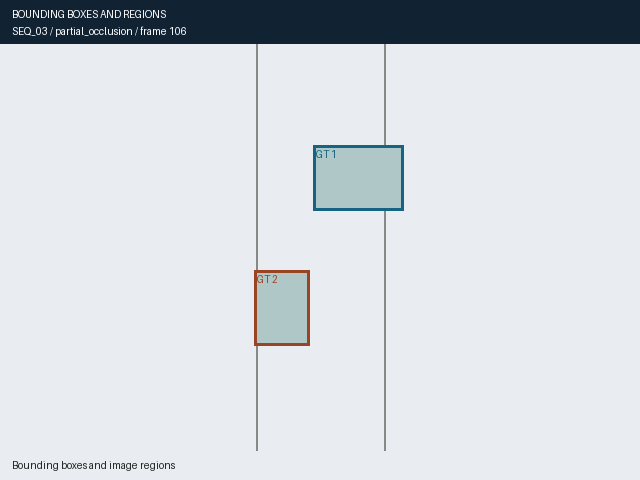 BOUNDING BOXES AND REGIONS
SEQ_03 / partial_occlusion / frame 106
GT1
GT2
Bounding boxes and image regions